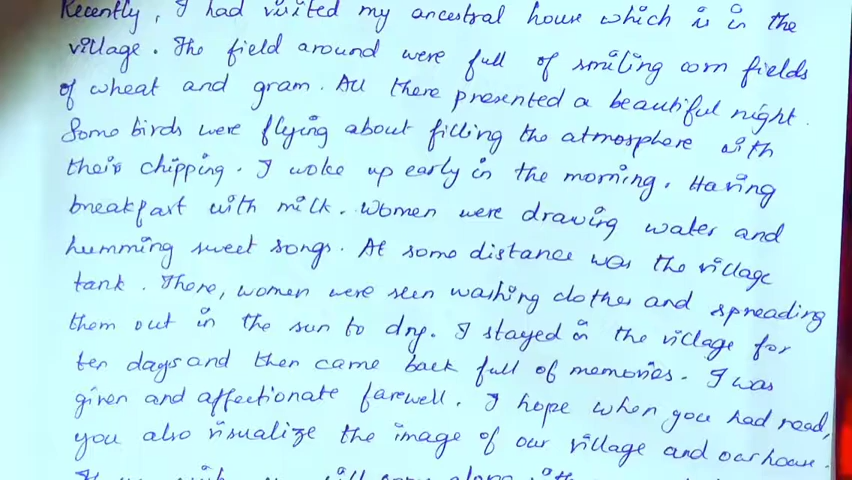 Recently, I had visited my ancestral house which is in the
village. The field around were full of smiling corn fields
of wheat and gram. All there presented a beautiful night.
Some birds were flying about filling the atmosphere with
their chipping. I woke up early in the morning. Having
breakfast with milk. Women were drawing water and
humming sweet songs. At some distance was the village
tank. There, women were seen washing clothes and spreading
them out in the sun to dry. I stayed in the village for
ten days and then came back full of memories. I was
given and affectionate farewell. I hope when you had read,
you also visualize the image of our village and our house.